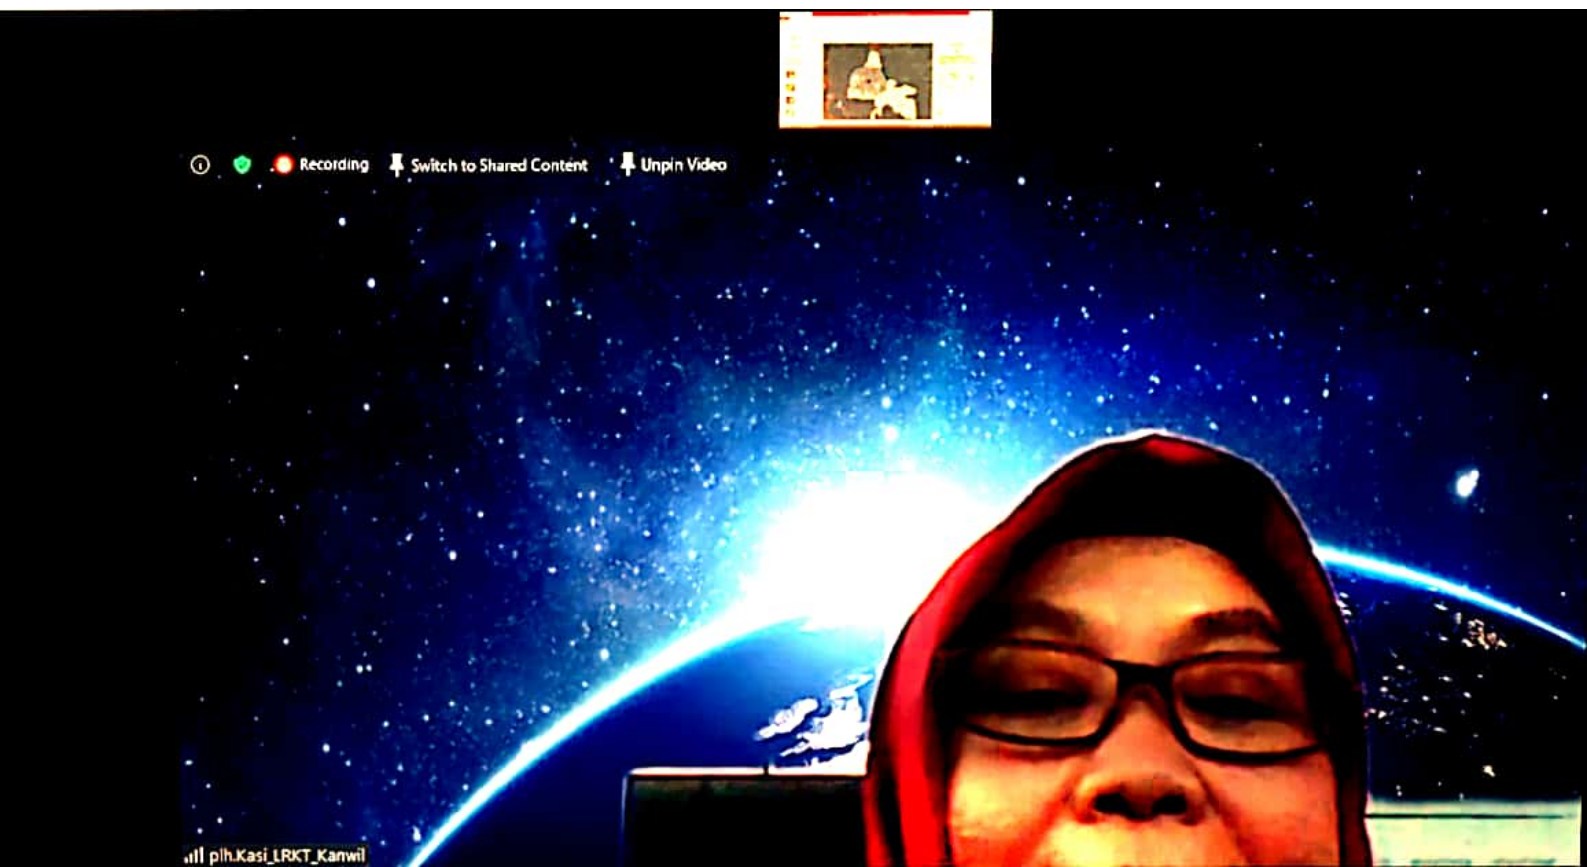 Recording
Switch to Shared Content
Unpin Video
plh.Kasi_LRKT_Kanwil